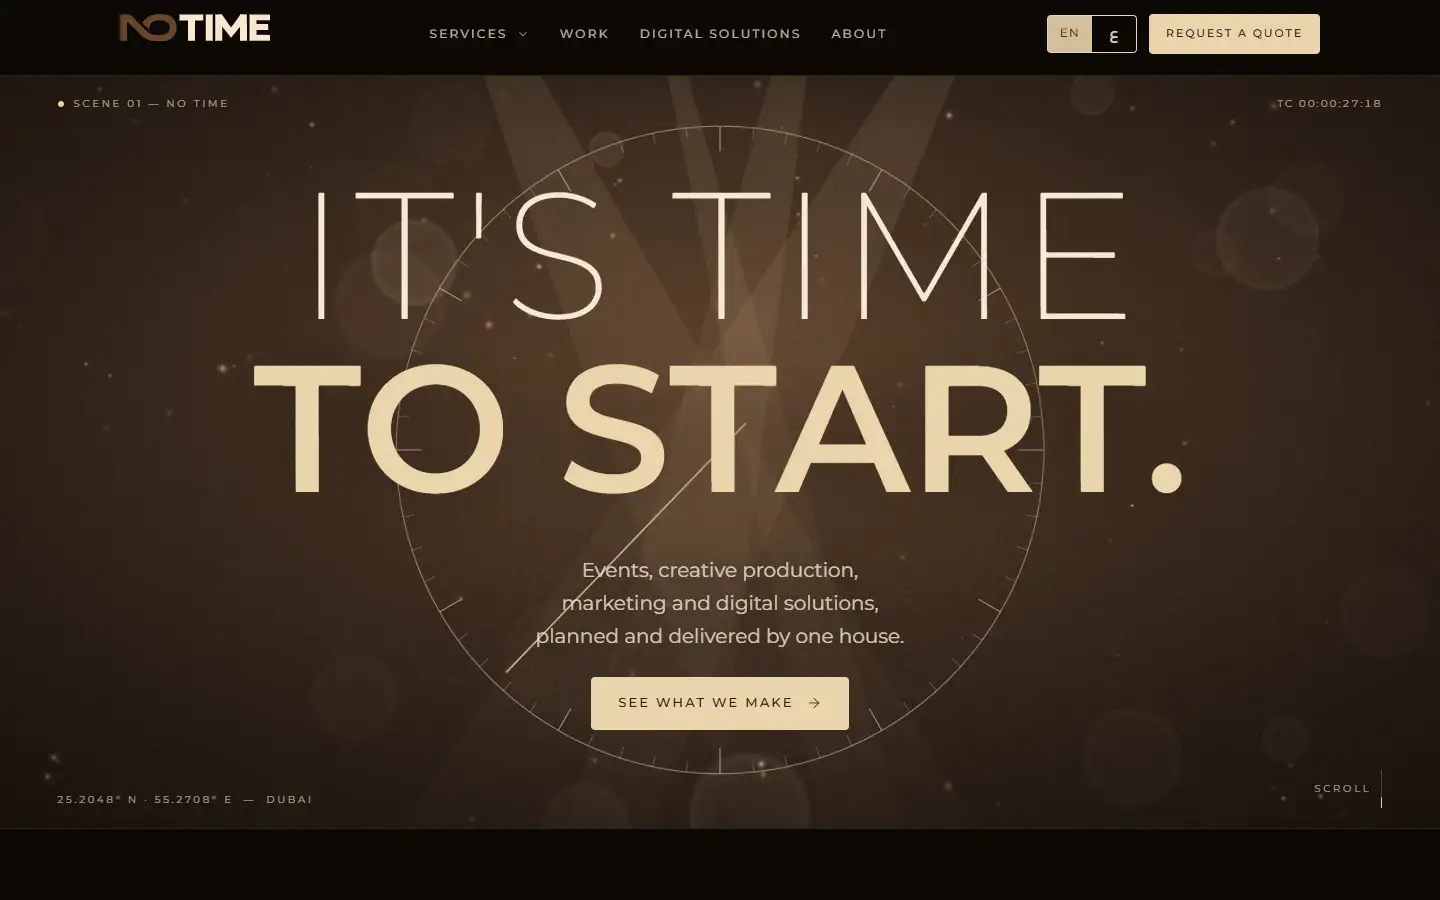 NO TIME
SERVICES
WORK
DIGITAL SOLUTIONS
ABOUT
EN
ع
REQUEST A QUOTE
SCENE 01 — NO TIME
TC 00:00:27:18
IT'S TIME
TO START.
Events, creative production,
marketing and digital solutions,
planned and delivered by one house.
SEE WHAT WE MAKE →
25.2048° N · 55.2708° E — DUBAI
SCROLL